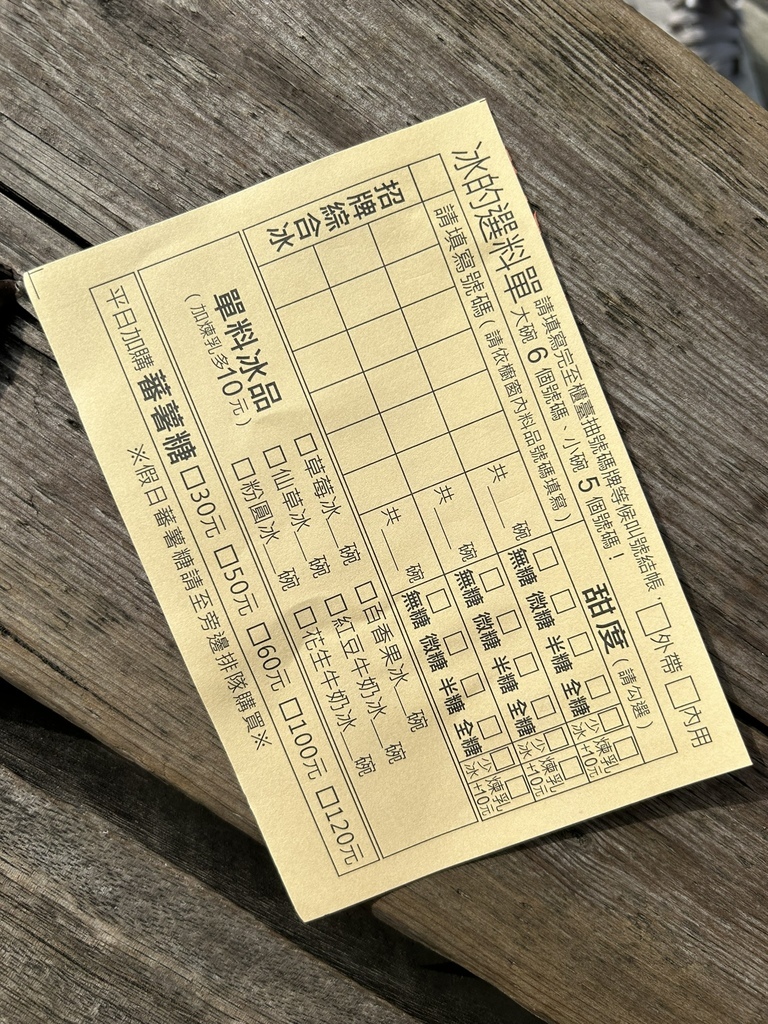 冰的選料單
請填寫完至櫃臺抽號碼牌等候叫號結帳,
大碗 6 個號碼、小碗 5 個號碼!
□外帶 □內用
請填寫號碼(請依櫥窗內料品號碼填寫)
甜度(請勾選)
招牌綜合冰
共__碗 □無糖 □微糖 □半糖 □全糖 □少冰 □煉乳+10元
共__碗 □無糖 □微糖 □半糖 □全糖 □少冰 □煉乳+10元
共__碗 □無糖 □微糖 □半糖 □全糖 □少冰 □煉乳+10元
單料冰品
(加煉乳多10元)
□草莓冰__碗 □百香果冰__碗
□仙草冰__碗 □紅豆牛奶冰__碗
□粉圓冰__碗 □花生牛奶冰__碗
平日加購 蕃薯糖 □30元 □50元 □60元 □100元 □120元
※假日蕃薯糖請至旁邊排隊購買※